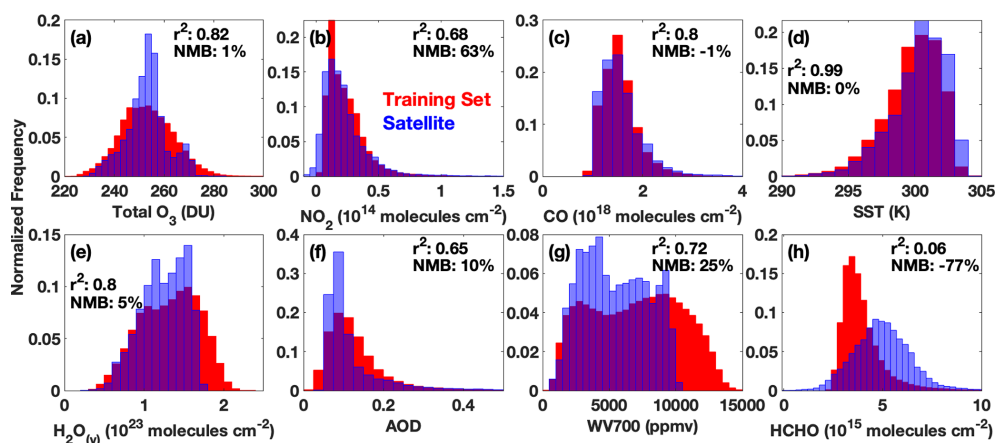 Normalized Frequency
(a)
r²: 0.82
NMB: 1%
0.2
0.15
0.1
0.05
0
220 240 260 280 300
Total O₃ (DU)
(b)
r²: 0.68
NMB: 63%
Training Set
Satellite
0.2
0.15
0.1
0.05
0
0 0.5 1 1.5
NO₂ (10¹⁴ molecules cm⁻²)
(c)
r²: 0.8
NMB: -1%
0.3
0.2
0.1
0
0 2 4
CO (10¹⁸ molecules cm⁻²)
(d)
r²: 0.99
NMB: 0%
0.2
0.15
0.1
0.05
0
290 295 300 305
SST (K)
(e)
r²: 0.8
NMB: 5%
0.15
0.1
0.05
0
0 1 2
H₂O₍ᵥ₎ (10²³ molecules cm⁻²)
(f)
r²: 0.65
NMB: 10%
0.4
0.3
0.2
0.1
0
0 0.2 0.4
AOD
(g)
r²: 0.72
NMB: 25%
0.08
0.06
0.04
0.02
0
0 5000 10000 15000
WV700 (ppmv)
(h)
r²: 0.06
NMB: -77%
0.2
0.15
0.1
0.05
0
0 5 10
HCHO (10¹⁵ molecules cm⁻²)